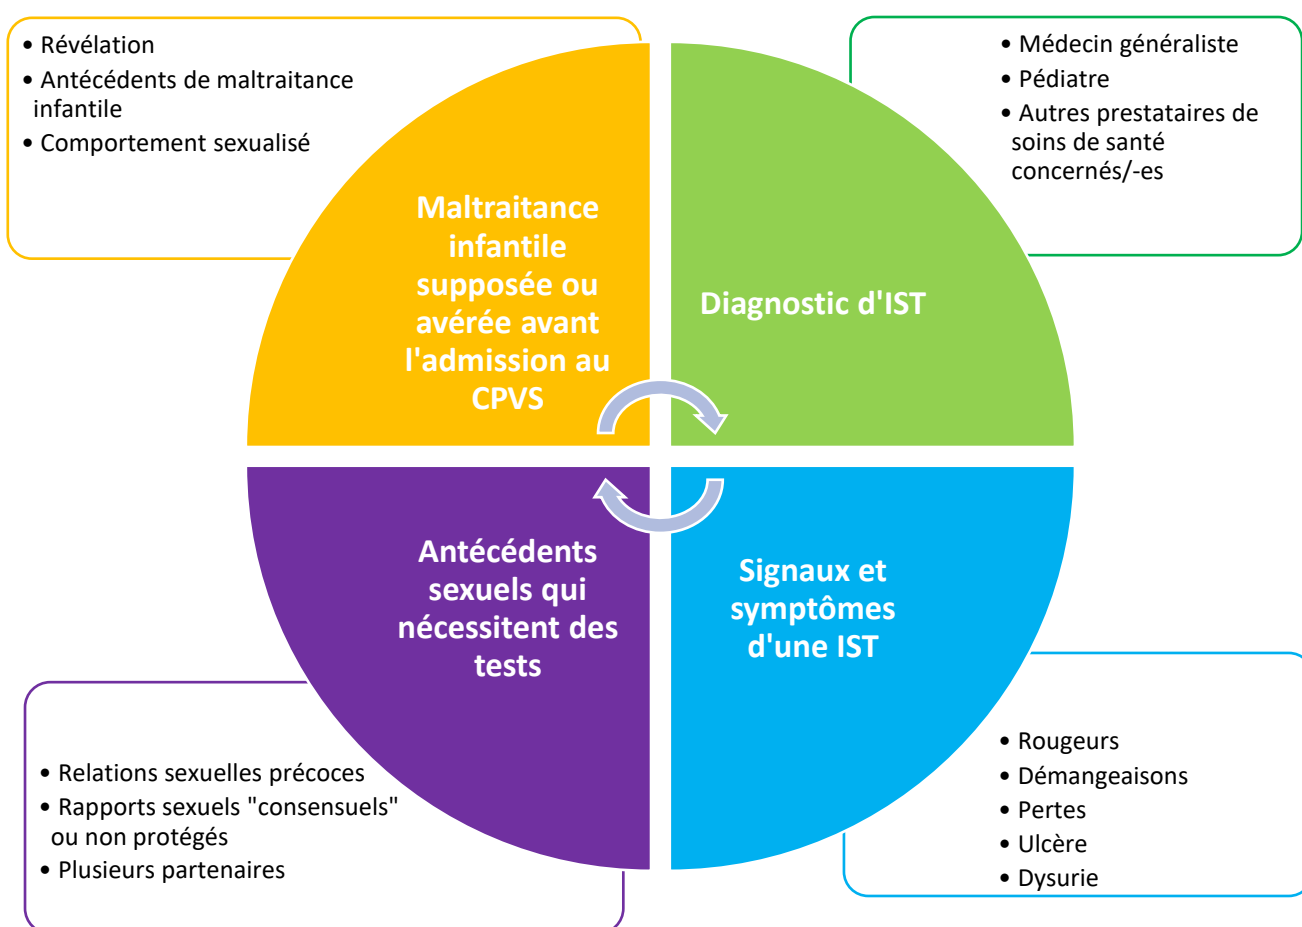 • Révélation
• Antécédents de maltraitance
infantile
• Comportement sexualisé
Maltraitance
infantile
supposée ou
avérée avant
l'admission au
CPVS
• Médecin généraliste
• Pédiatre
• Autres prestataires de
soins de santé
concernés/-es
Diagnostic d'IST
Antécédents
sexuels qui
nécessitent des
tests
• Relations sexuelles précoces
• Rapports sexuels "consensuels"
ou non protégés
• Plusieurs partenaires
Signaux et
symptômes
d'une IST
• Rougeurs
• Démangeaisons
• Pertes
• Ulcère
• Dysurie